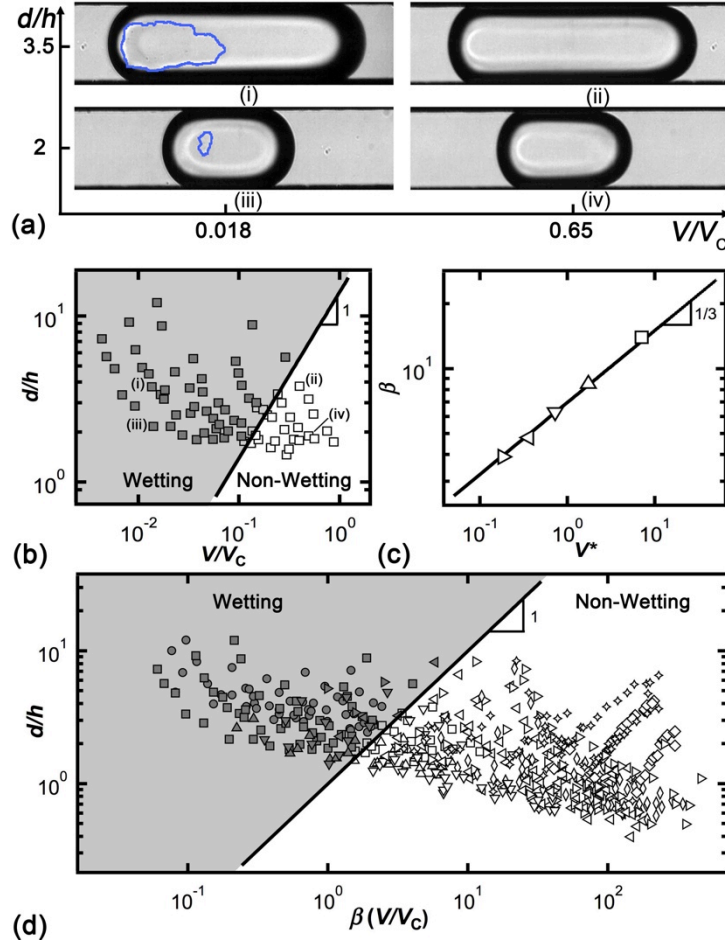 d/h
3.5
(i)
(ii)
2
(iii)
(iv)
(a)
0.018
0.65
V/V_C
10^1
1
d/h
(i)
(ii)
(iii)
(iv)
10^0
Wetting
Non-Wetting
10^-2
10^-1
10^0
(b)
V/V_C
β
10^1
1/3
10^-1
10^0
10^1
(c)
V*
Wetting
Non-Wetting
1
10^1
d/h
10^0
10^-1
10^0
10^1
10^2
(d)
β (V/V_C)